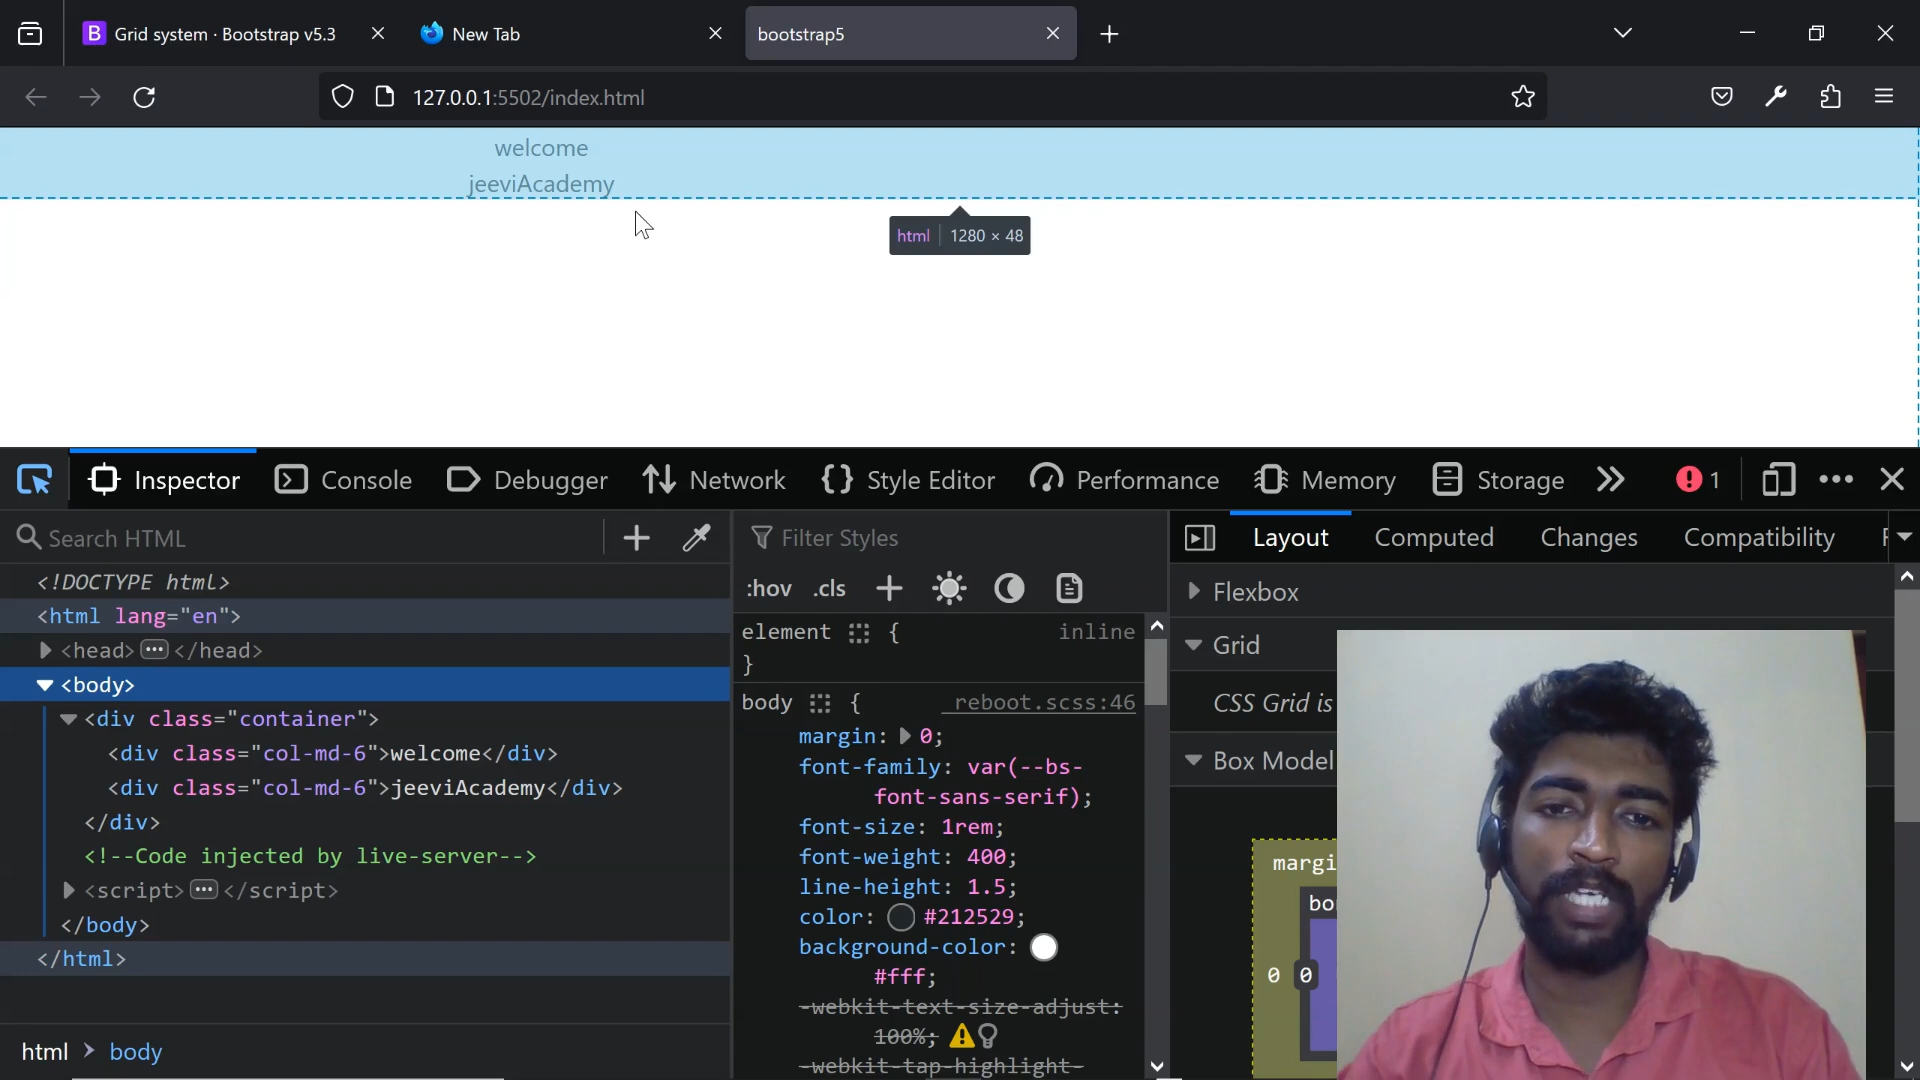 B Grid system · Bootstrap v5.3
New Tab
bootstrap5
127.0.0.1:5502/index.html
welcome
jeeviAcademy
html 1280 × 48
Inspector Console Debugger Network Style Editor Performance Memory Storage 1
Search HTML
<!DOCTYPE html>
<html lang="en">
<head> </head>
<body>
<div class="container">
<div class="col-md-6">welcome</div>
<div class="col-md-6">jeeviAcademy</div>
</div>
<!--Code injected by live-server-->
<script> </script>
</body>
</html>
html body
Filter Styles
:hov .cls
element { inline
}
body { _reboot.scss:46
margin: 0;
font-family: var(--bs-
font-sans-serif);
font-size: 1rem;
font-weight: 400;
line-height: 1.5;
color: #212529;
background-color:
#fff;
-webkit-text-size-adjust:
100%;
-webkit-tap-highlight-
Layout Computed Changes Compatibility
Flexbox
Grid
CSS Grid is
Box Model
margi
bo
0 0